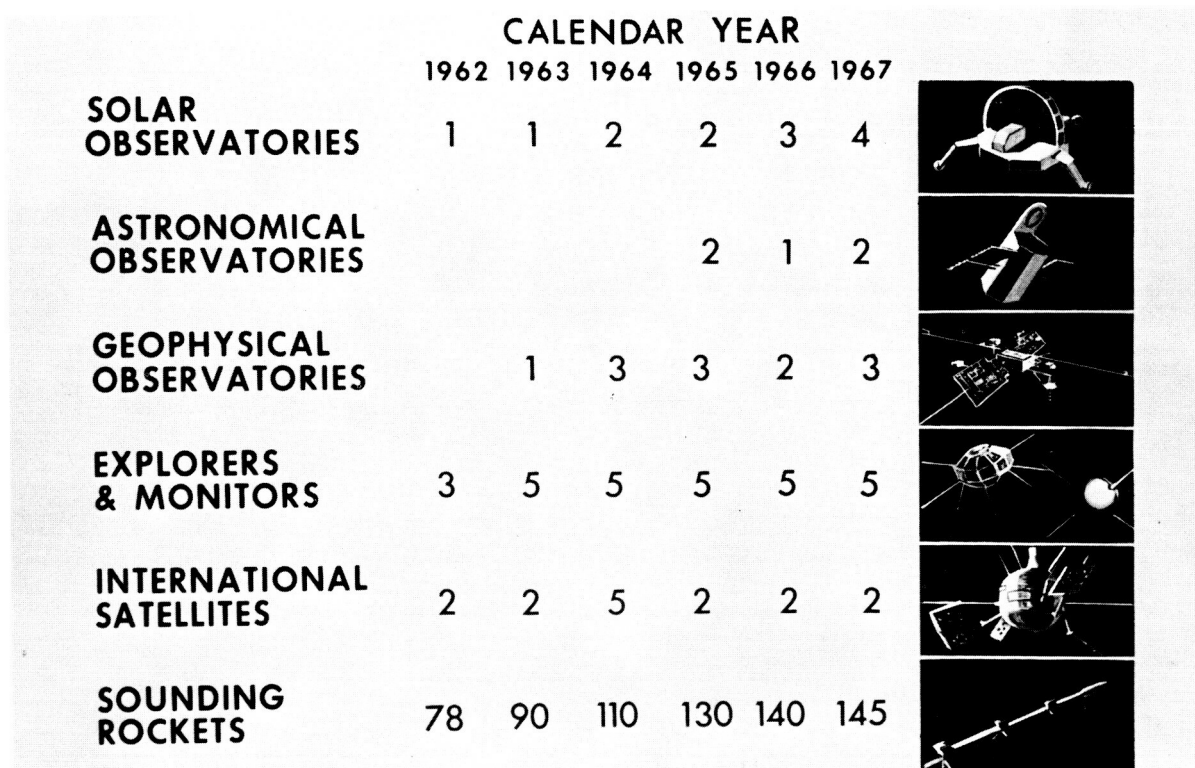 CALENDAR YEAR
1962 1963 1964 1965 1966 1967
SOLAR
OBSERVATORIES 1 1 2 2 3 4
ASTRONOMICAL
OBSERVATORIES 2 1 2
GEOPHYSICAL
OBSERVATORIES 1 3 3 2 3
EXPLORERS
& MONITORS 3 5 5 5 5 5
INTERNATIONAL
SATELLITES 2 2 5 2 2 2
SOUNDING
ROCKETS 78 90 110 130 140 145